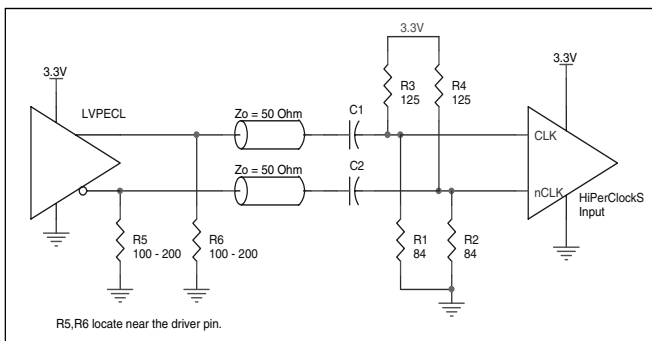 3.3V
3.3V
3.3V
R3
125
R4
125
LVPECL
Zo = 50 Ohm
C1
CLK
Zo = 50 Ohm
C2
nCLK
HiPerClockS
Input
R5
100 - 200
R6
100 - 200
R1
84
R2
84
R5,R6 locate near the driver pin.